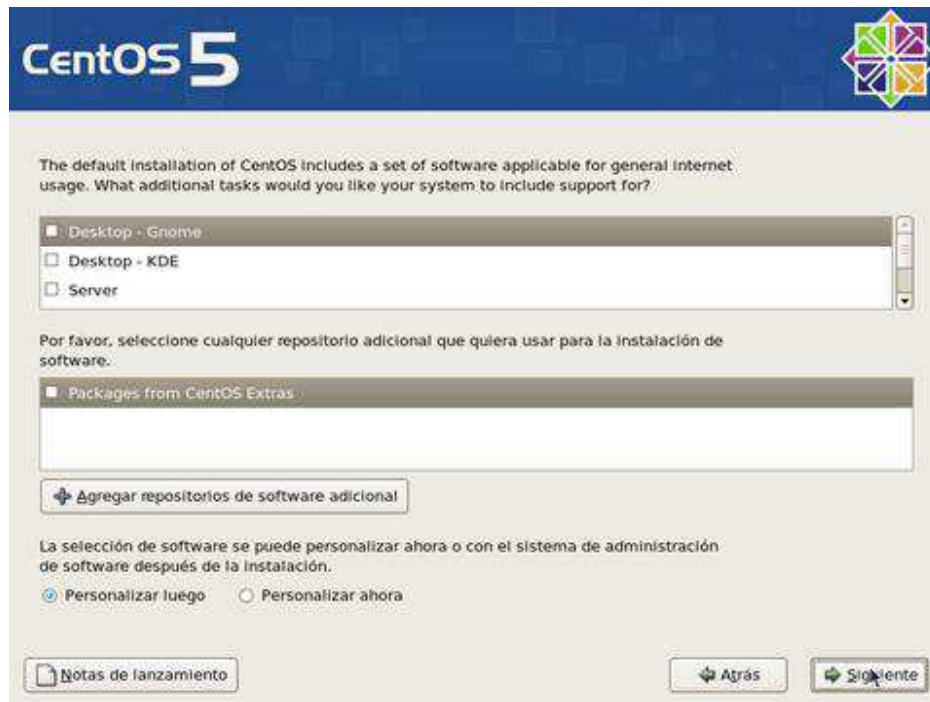 CentOS 5
The default installation of CentOS includes a set of software applicable for general internet
usage. What additional tasks would you like your system to include support for?
Desktop - Gnome
Desktop - KDE
Server
Por favor, seleccione cualquier repositorio adicional que quiera usar para la instalación de
software.
Packages from CentOS Extras
Agregar repositorios de software adicional
La selección de software se puede personalizar ahora o con el sistema de administración
de software después de la instalación.
Personalizar luego Personalizar ahora
Notas de lanzamiento Atrás Siguiente